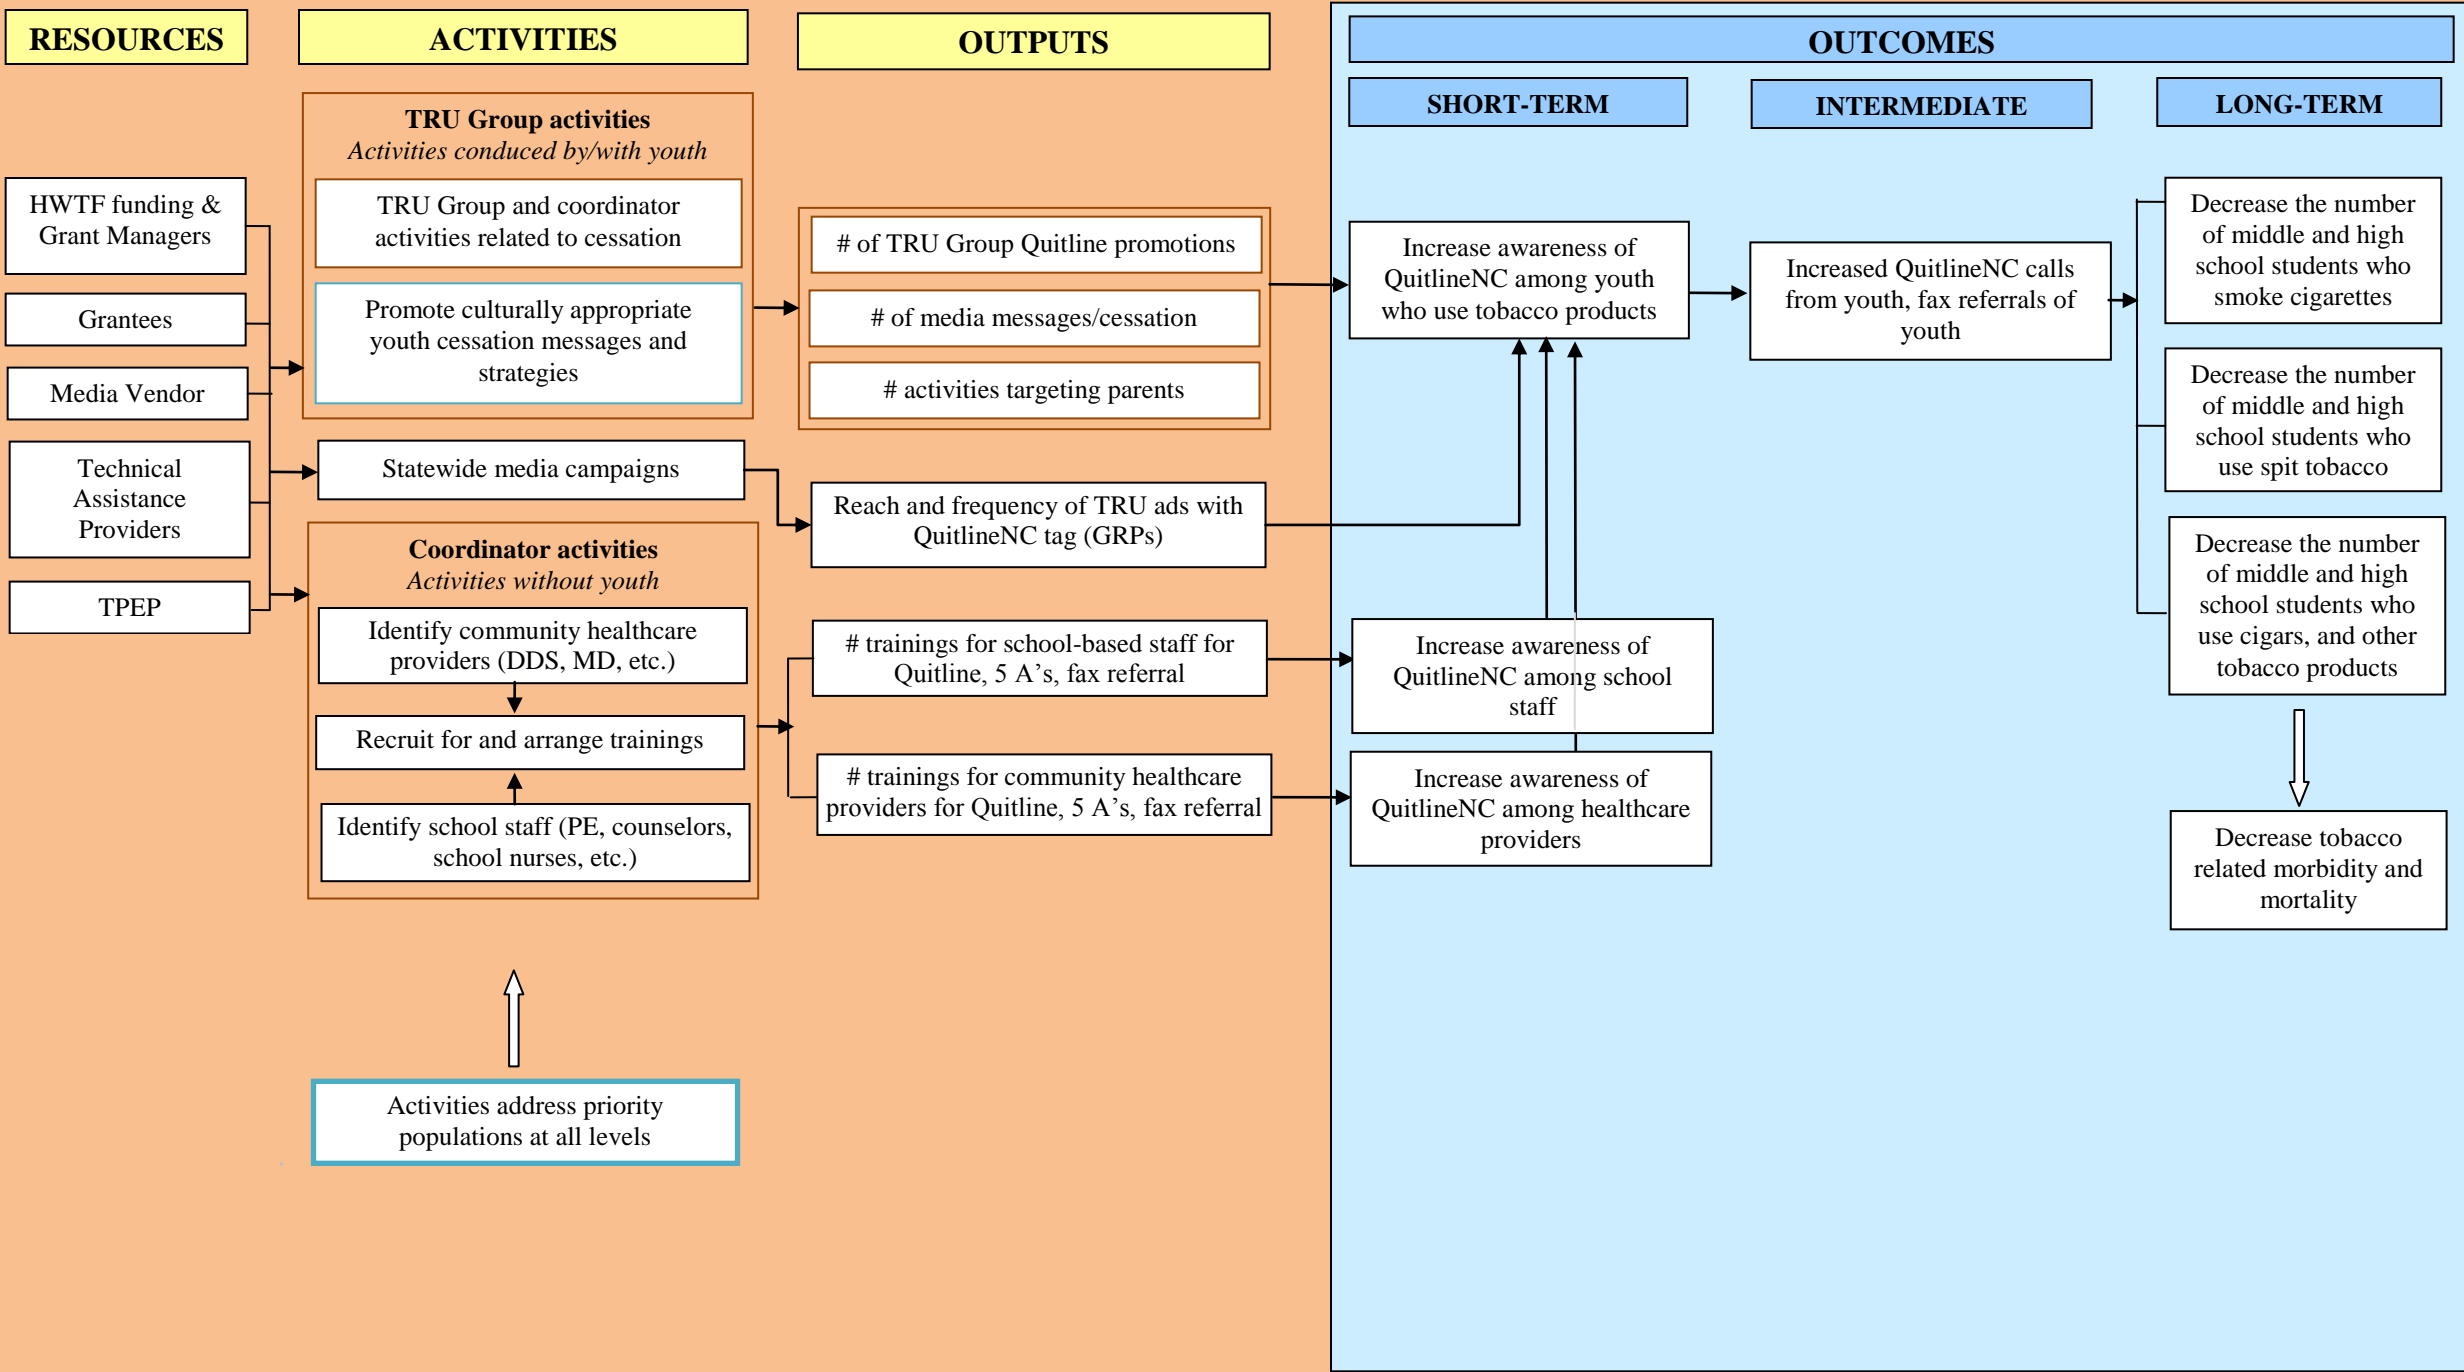 RESOURCES
ACTIVITIES
OUTPUTS
OUTCOMES
SHORT-TERM
INTERMEDIATE
LONG-TERM
HWTF funding &
Grant Managers
Grantees
Media Vendor
Technical
Assistance
Providers
TPEP
TRU Group activities
Activities conduced by/with youth
TRU Group and coordinator
activities related to cessation
Promote culturally appropriate
youth cessation messages and
strategies
Statewide media campaigns
Coordinator activities
Activities without youth
Identify community healthcare
providers (DDS, MD, etc.)
Recruit for and arrange trainings
Identify school staff (PE, counselors,
school nurses, etc.)
Activities address priority
populations at all levels
# of TRU Group Quitline promotions
# of media messages/cessation
# activities targeting parents
Reach and frequency of TRU ads with
QuitlineNC tag (GRPs)
# trainings for school-based staff for
Quitline, 5 A’s, fax referral
# trainings for community healthcare
providers for Quitline, 5 A’s, fax referral
Increase awareness of
QuitlineNC among youth
who use tobacco products
Increase awareness of
QuitlineNC among school
staff
Increase awareness of
QuitlineNC among healthcare
providers
Increased QuitlineNC calls
from youth, fax referrals of
youth
Decrease the number
of middle and high
school students who
smoke cigarettes
Decrease the number
of middle and high
school students who
use spit tobacco
Decrease the number
of middle and high
school students who
use cigars, and other
tobacco products
Decrease tobacco
related morbidity and
mortality